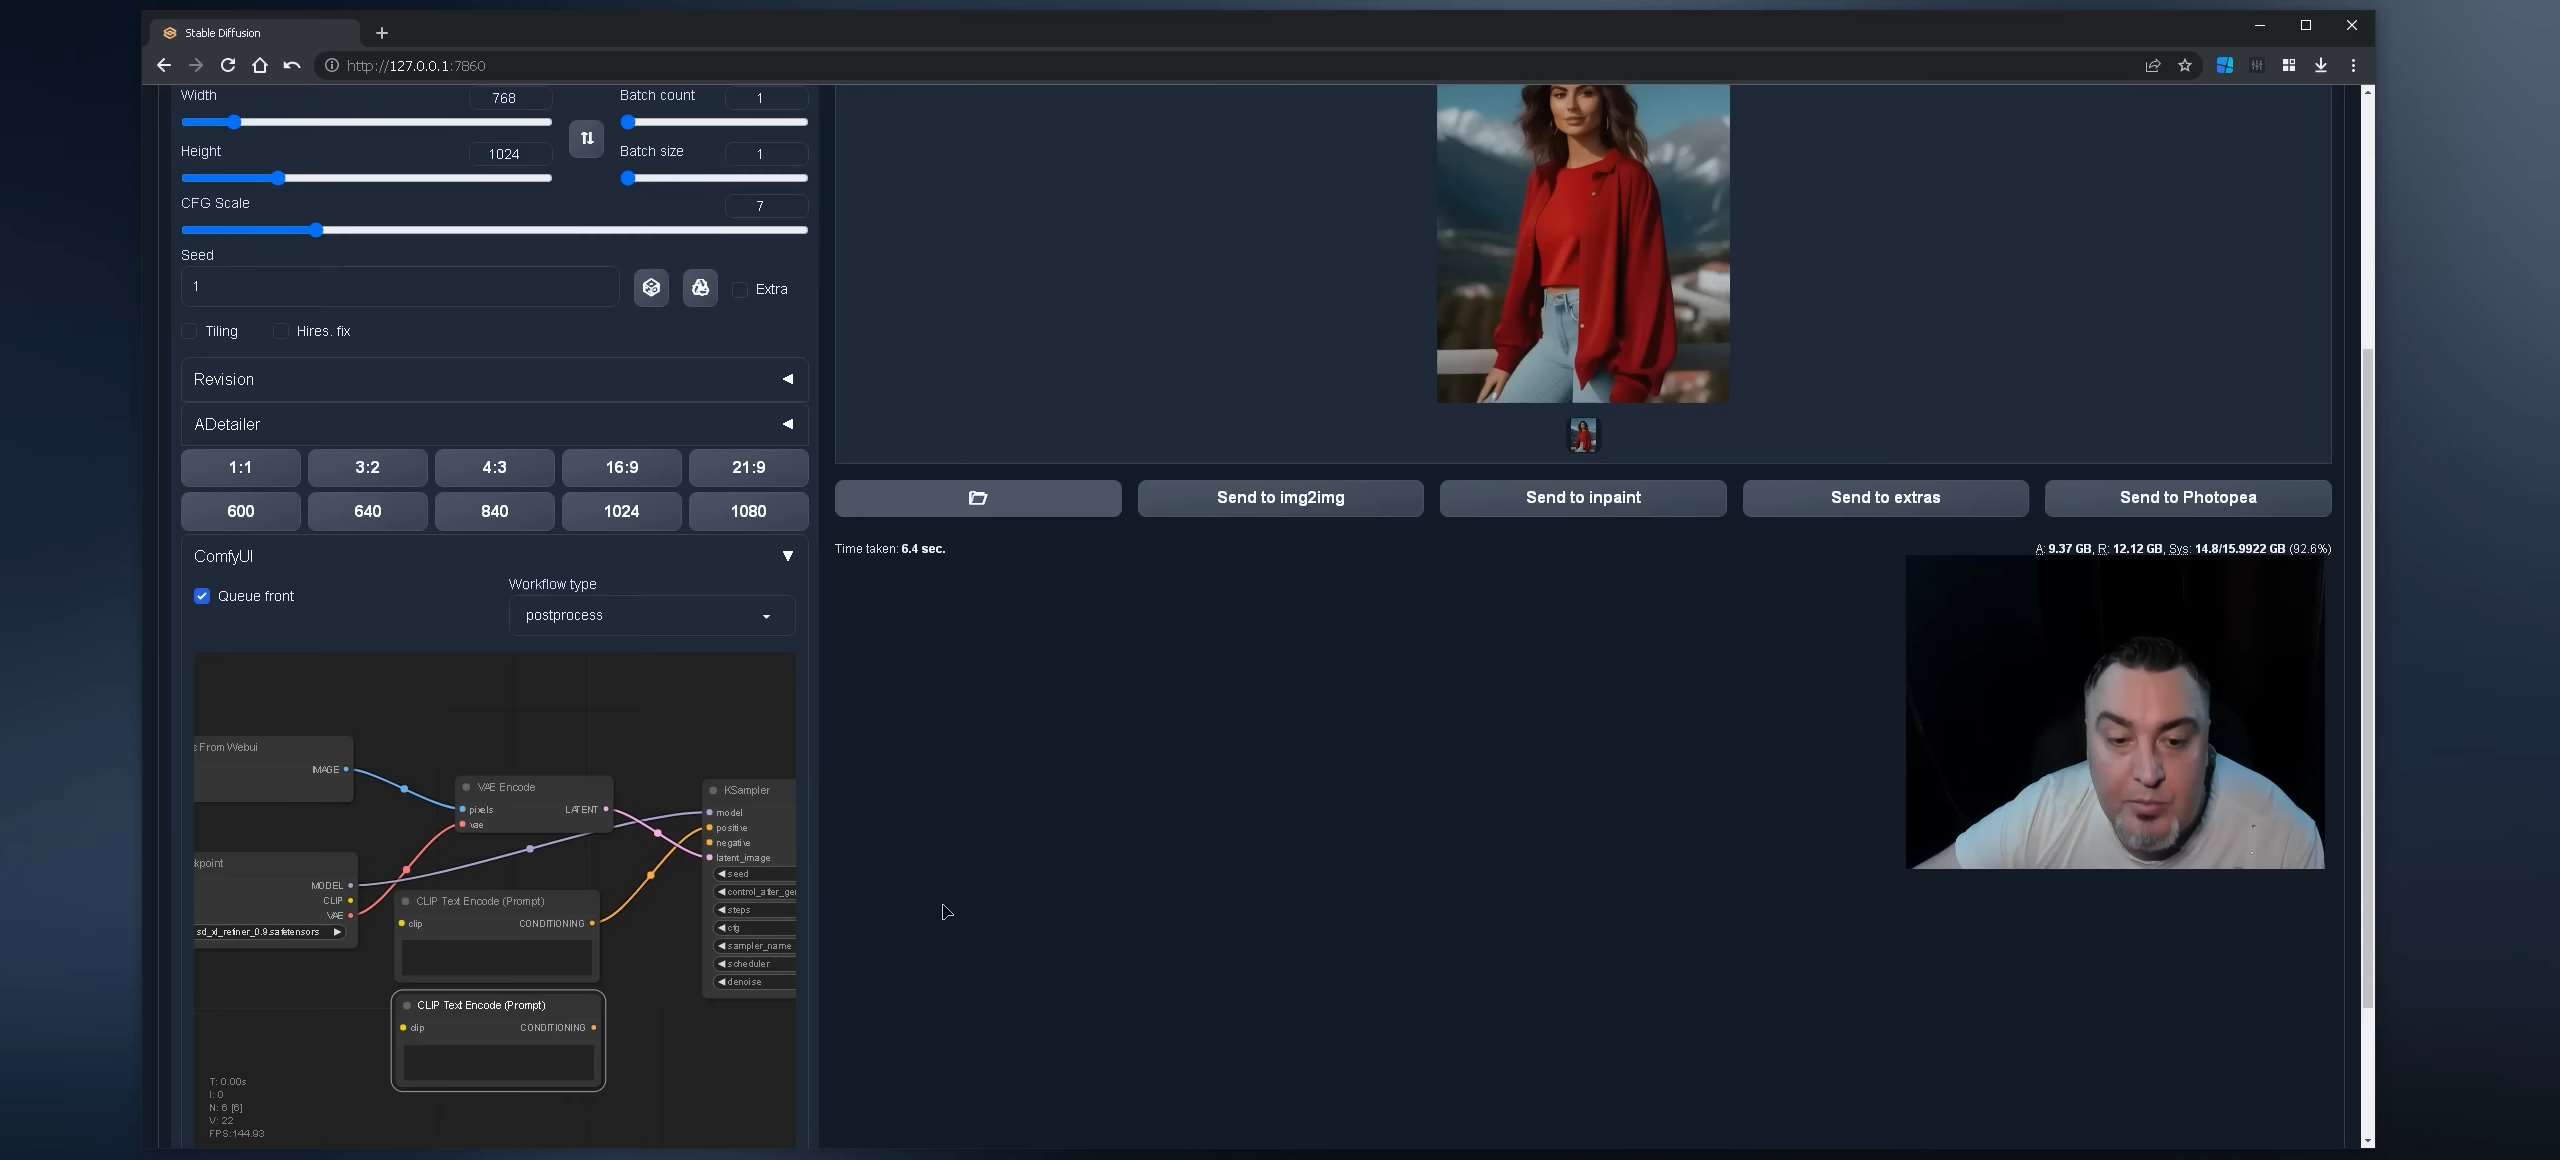 Stable Diffusion
http://127.0.0.1:7860
Width
768
Batch count
1
Height
1024
Batch size
1
CFG Scale
7
Seed
1
Extra
Tiling
Hires. fix
Revision
ADetailer
1:1
3:2
4:3
16:9
21:9
600
640
840
1024
1080
ComfyUI
Queue front
Workflow type
postprocess
Send to img2img
Send to inpaint
Send to extras
Send to Photopea
Time taken: 6.4 sec.
A: 9.37 GB, R: 12.12 GB, Sys: 14.8/15.9922 GB (92.6%)
s From Webui
IMAGE
VAE Encode
pixels
LATENT
vae
KSampler
model
positive
negative
latent_image
seed
control_after_ge
steps
cfg
sampler_name
scheduler
denoise
kpoint
MODEL
CLIP
VAE
sd_xl_refiner_0.9.safetensors
CLIP Text Encode (Prompt)
clip
CONDITIONING
CLIP Text Encode (Prompt)
clip
CONDITIONING
T: 0.00s
I: 0
N: 6 [6]
V: 22
FPS:144.93